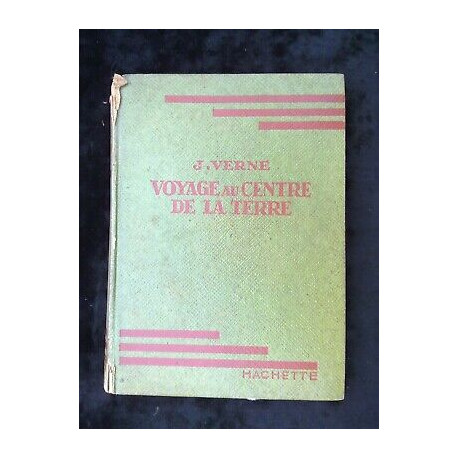 J. VERNE
VOYAGE AU CENTRE
DE LA TERRE
HACHETTE